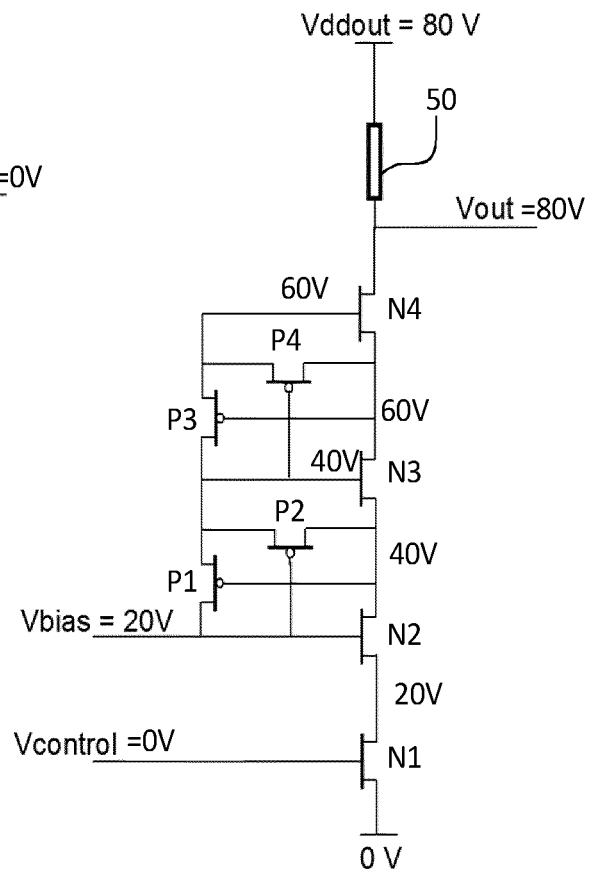 Vddout = 80 V
50
=0V
Vout =80V
60V
N4
P4
P3
60V
40V
N3
P2
P1
40V
Vbias = 20V
N2
20V
Vcontrol =0V
N1
0 V